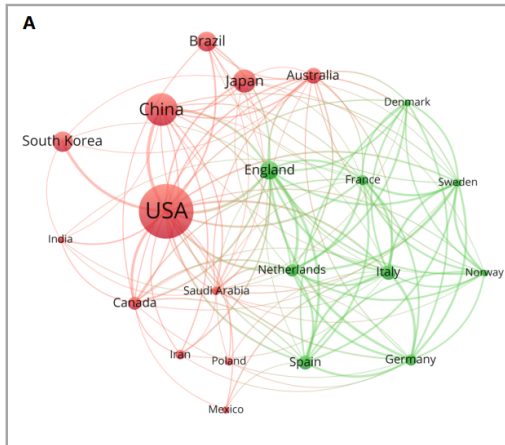 A
Brazil
Japan
Australia
China
Denmark
South Korea
England
France
Sweden
USA
India
Netherlands
Italy
Norway
Saudi Arabia
Canada
Iran
Poland
Spain
Germany
Mexico